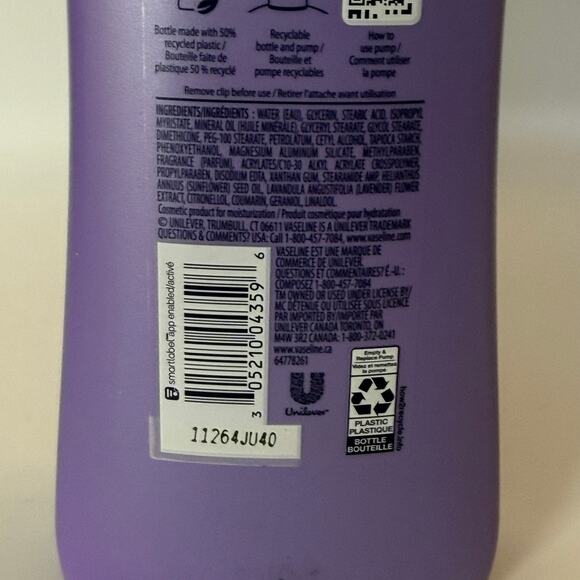 Bottle made with 50%
recycled plastic /
Bouteille faite de
plastique 50 % recyclé
Recyclable
bottle and pump /
Bouteille et
pompe recyclables
How to
use pump /
Comment utiliser
la pompe
Remove clip before use / Retirer l'attache avant utilisation
INGREDIENTS/INGRÉDIENTS : WATER (EAU), GLYCERIN, STEARIC ACID, ISOPROPYL
MYRISTATE, MINERAL OIL (HUILE MINÉRALE), GLYCERYL STEARATE, GLYCOL STEARATE,
DIMETHICONE, PEG-100 STEARATE, PETROLATUM, CETYL ALCOHOL, TAPIOCA STARCH,
PHENOXYETHANOL, MAGNESIUM ALUMINUM SILICATE, METHYLPARABEN,
FRAGRANCE (PARFUM), ACRYLATES/C10-30 ALKYL ACRYLATE CROSSPOLYMER,
PROPYLPARABEN, DISODIUM EDTA, XANTHAN GUM, STEARAMIDE AMP, HELIANTHUS
ANNUUS (SUNFLOWER) SEED OIL, LAVANDULA ANGUSTIFOLIA (LAVENDER) FLOWER
EXTRACT, CITRONELLOL, COUMARIN, GERANIOL, LINALOOL.
Cosmetic product for moisturization / Produit cosmétique pour hydratation
© UNILEVER, TRUMBULL, CT 06611 VASELINE IS A UNILEVER TRADEMARK
QUESTIONS & COMMENTS? USA: Call 1-800-457-7084, www.vaseline.com
VASELINE EST UNE MARQUE DE
COMMERCE DE UNILEVER.
QUESTIONS ET COMMENTAIRES? É.-U. :
COMPOSEZ 1-800-457-7084
TM OWNED OR USED UNDER LICENSE BY/
MC DÉTENUE OU UTILISÉE SOUS LICENCE
PAR IMPORTED BY/IMPORTÉ PAR
UNILEVER CANADA TORONTO, ON
M4W 3R2 CANADA: 1-800-372-0241
www.vaseline.ca
64778261
smartlabel app enabled/activé
3 05210 04359 6
11264JU40
Unilever
Empty &
Replace Pump
Videz et remettez
la pompe
PLASTIC
PLASTIQUE
BOTTLE
BOUTEILLE
how2recycle.info